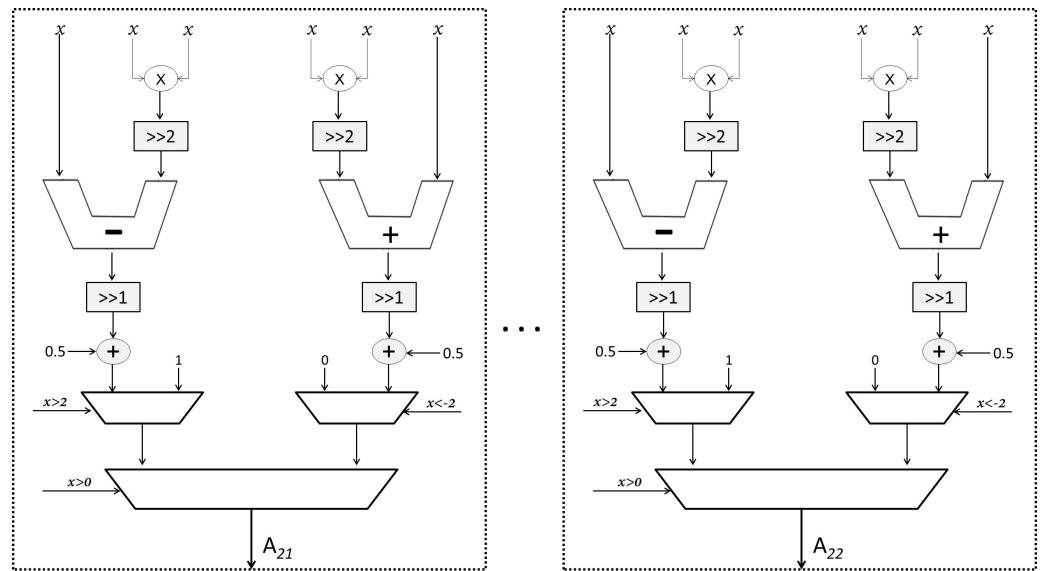 x x x x x x x x x x x x
X X X X
>>2 >>2 >>2 >>2
- + - +
>>1 >>1 >>1 >>1
. . .
0.5 + 1 0 + 0.5 0.5 + 1 0 + 0.5
x>2 x<-2 x>2 x<-2
x>0 x>0
A21 A22